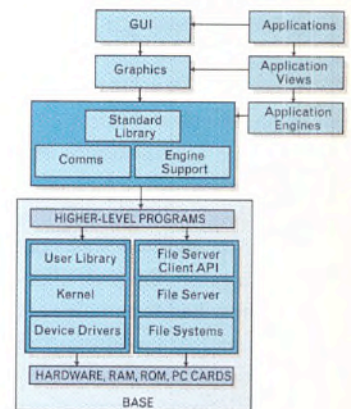 GUI
Applications
Graphics
Application
Views
Standard
Library
Application
Engines
Comms
Engine
Support
HIGHER-LEVEL PROGRAMS
User Library
File Server
Client API
Kernel
File Server
Device Drivers
File Systems
HARDWARE, RAM, ROM, PC CARDS
BASE